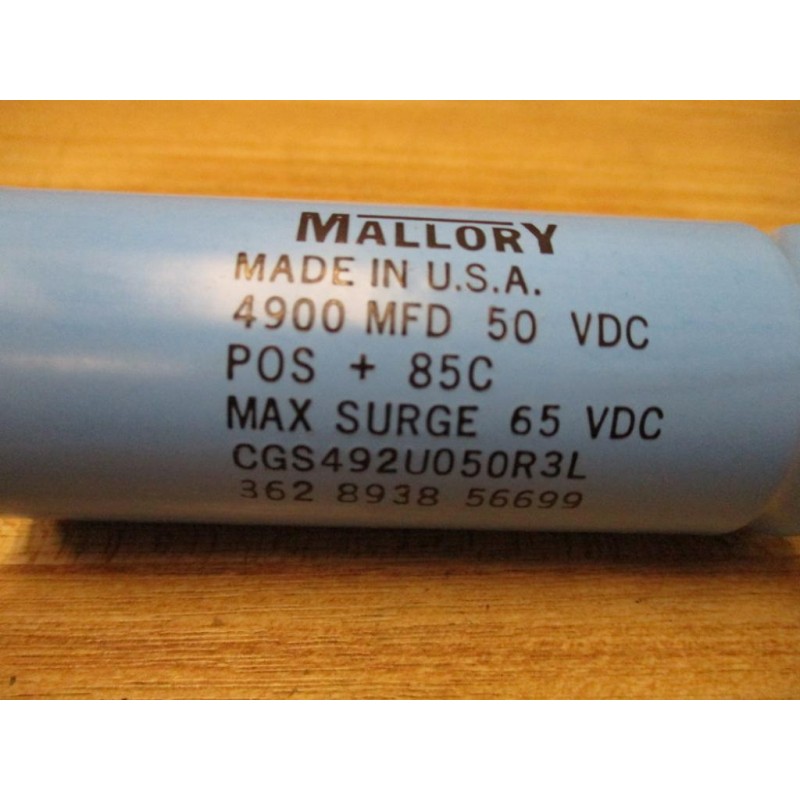 MALLORY
MADE IN U.S.A.
4900 MFD 50 VDC
POS + 85C
MAX SURGE 65 VDC
CGS492U050R3L
362 8938 56699